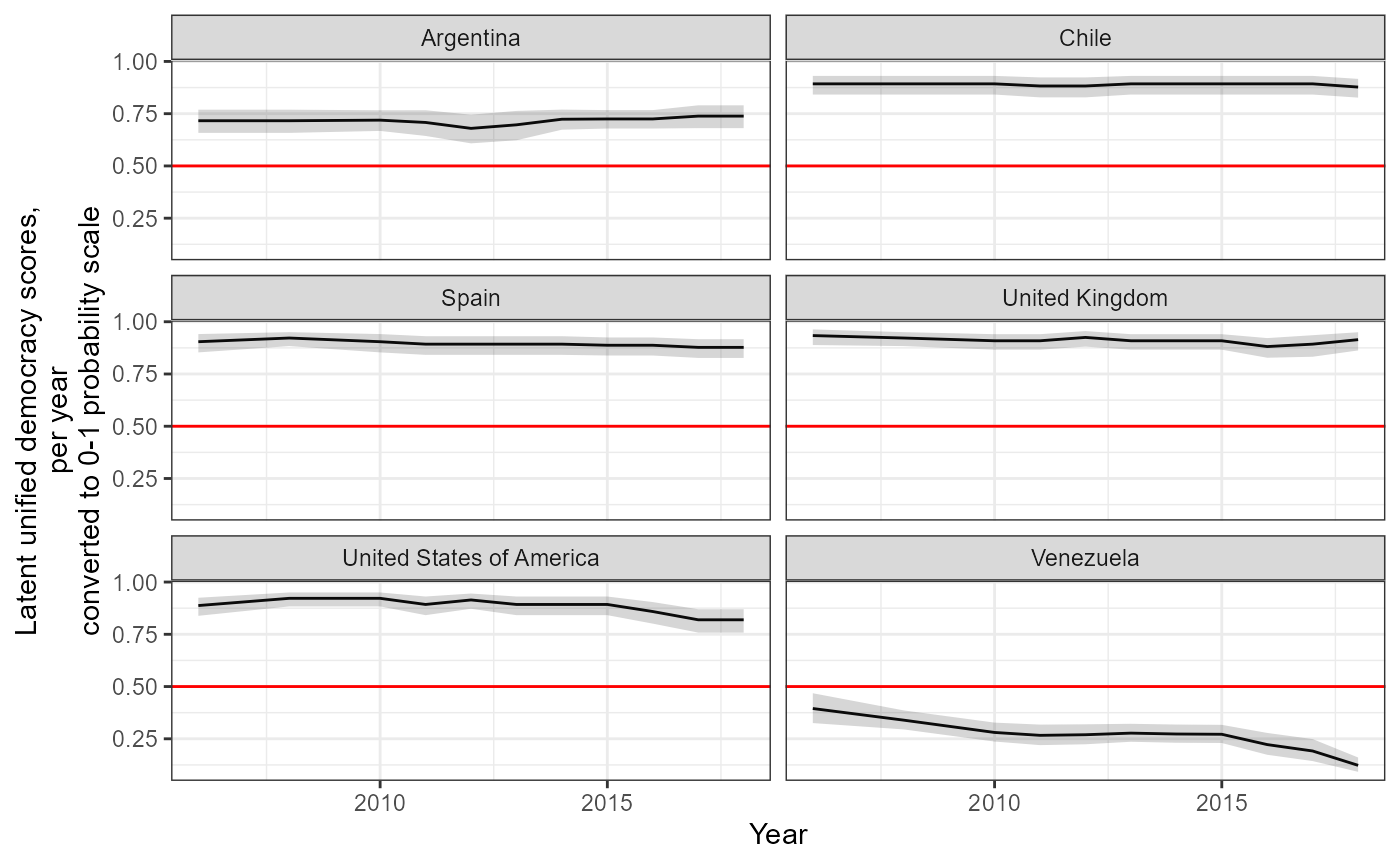 Argentina
Chile
1.00
0.75
0.50
0.25
Spain
United Kingdom
1.00
0.75
0.50
0.25
United States of America
Venezuela
1.00
0.75
0.50
0.25
2010
2015
2010
2015
Year
Latent unified democracy scores,
per year
converted to 0-1 probability scale